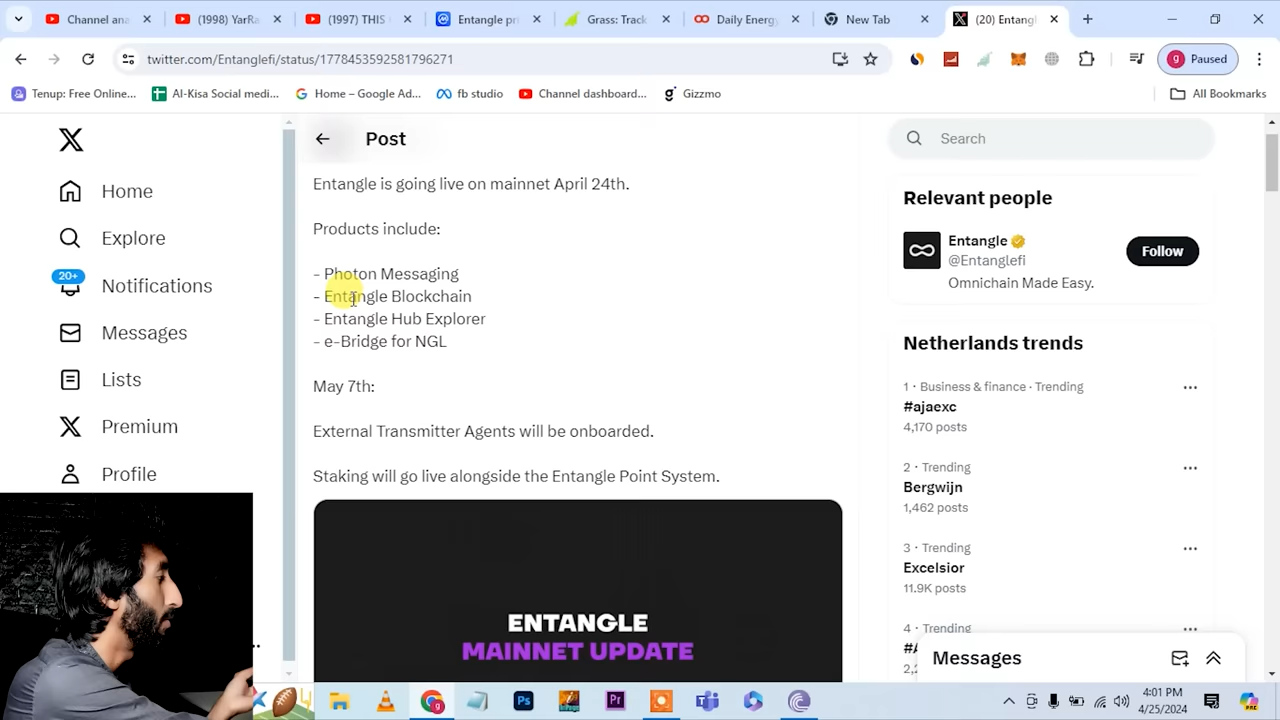 Channel ana
(1998) YarR
(1997) THIS
Entangle pri
Grass: Track
Daily Energy
New Tab
(20) Entangl
twitter.com/Entanglefi/status/1778453592581796271
g Paused
Tenup: Free Online...
Al-Kisa Social medi...
Home – Google Ad...
fb studio
Channel dashboard...
Gizzmo
All Bookmarks
Home
Explore
20+
Notifications
Messages
Lists
Premium
Profile
Post
Entangle is going live on mainnet April 24th.
Products include:
- Photon Messaging
- Entangle Blockchain
- Entangle Hub Explorer
- e-Bridge for NGL
May 7th:
External Transmitter Agents will be onboarded.
Staking will go live alongside the Entangle Point System.
ENTANGLE
MAINNET UPDATE
Search
Relevant people
Entangle
@Entanglefi
Follow
Omnichain Made Easy.
Netherlands trends
1 · Business & finance · Trending
#ajaexc
4,170 posts
2 · Trending
Bergwijn
1,462 posts
3 · Trending
Excelsior
11.9K posts
4 · Trending
Messages
4:01 PM
4/25/2024